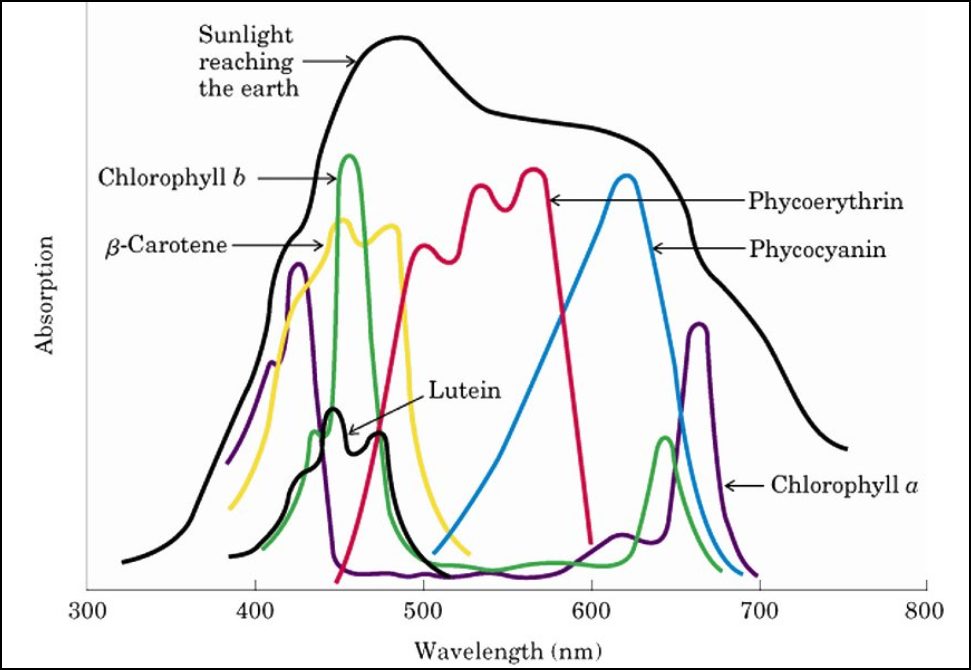 Sunlight
reaching
the earth
Chlorophyll b
Phycoerythrin
β-Carotene
Phycocyanin
Absorption
Lutein
Chlorophyll a
300 400 500 600 700 800
Wavelength (nm)